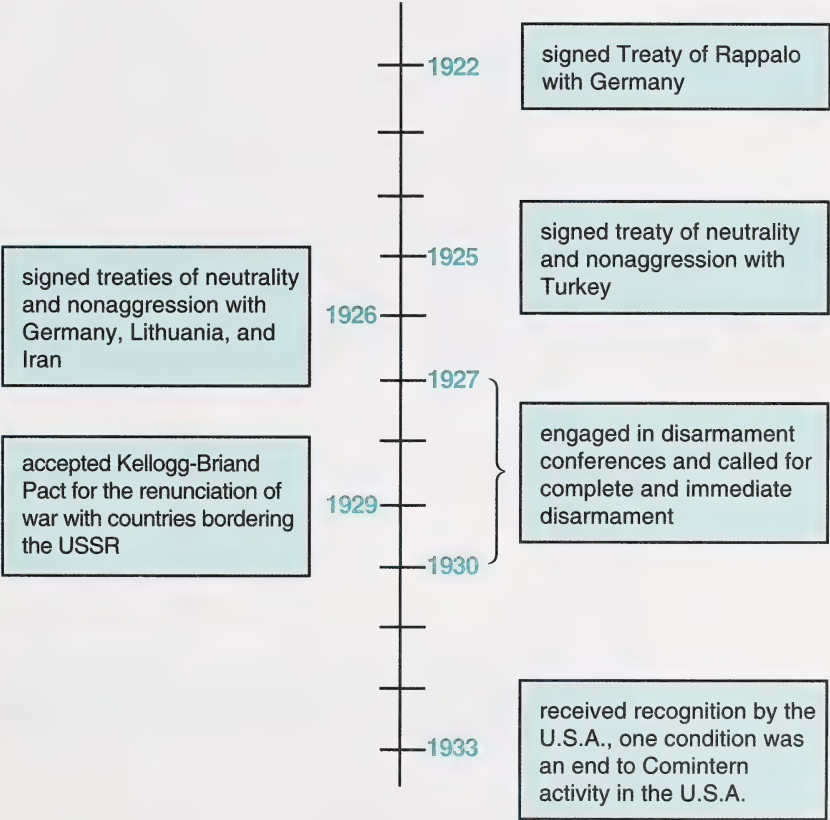 1922
signed Treaty of Rappalo
with Germany
1925
signed treaty of neutrality
and nonaggression with
Turkey
signed treaties of neutrality
and nonaggression with
Germany, Lithuania, and
Iran
1926
1927
engaged in disarmament
conferences and called for
complete and immediate
disarmament
accepted Kellogg-Briand
Pact for the renunciation of
war with countries bordering
the USSR
1929
1930
1933
received recognition by the
U.S.A., one condition was
an end to Comintern
activity in the U.S.A.